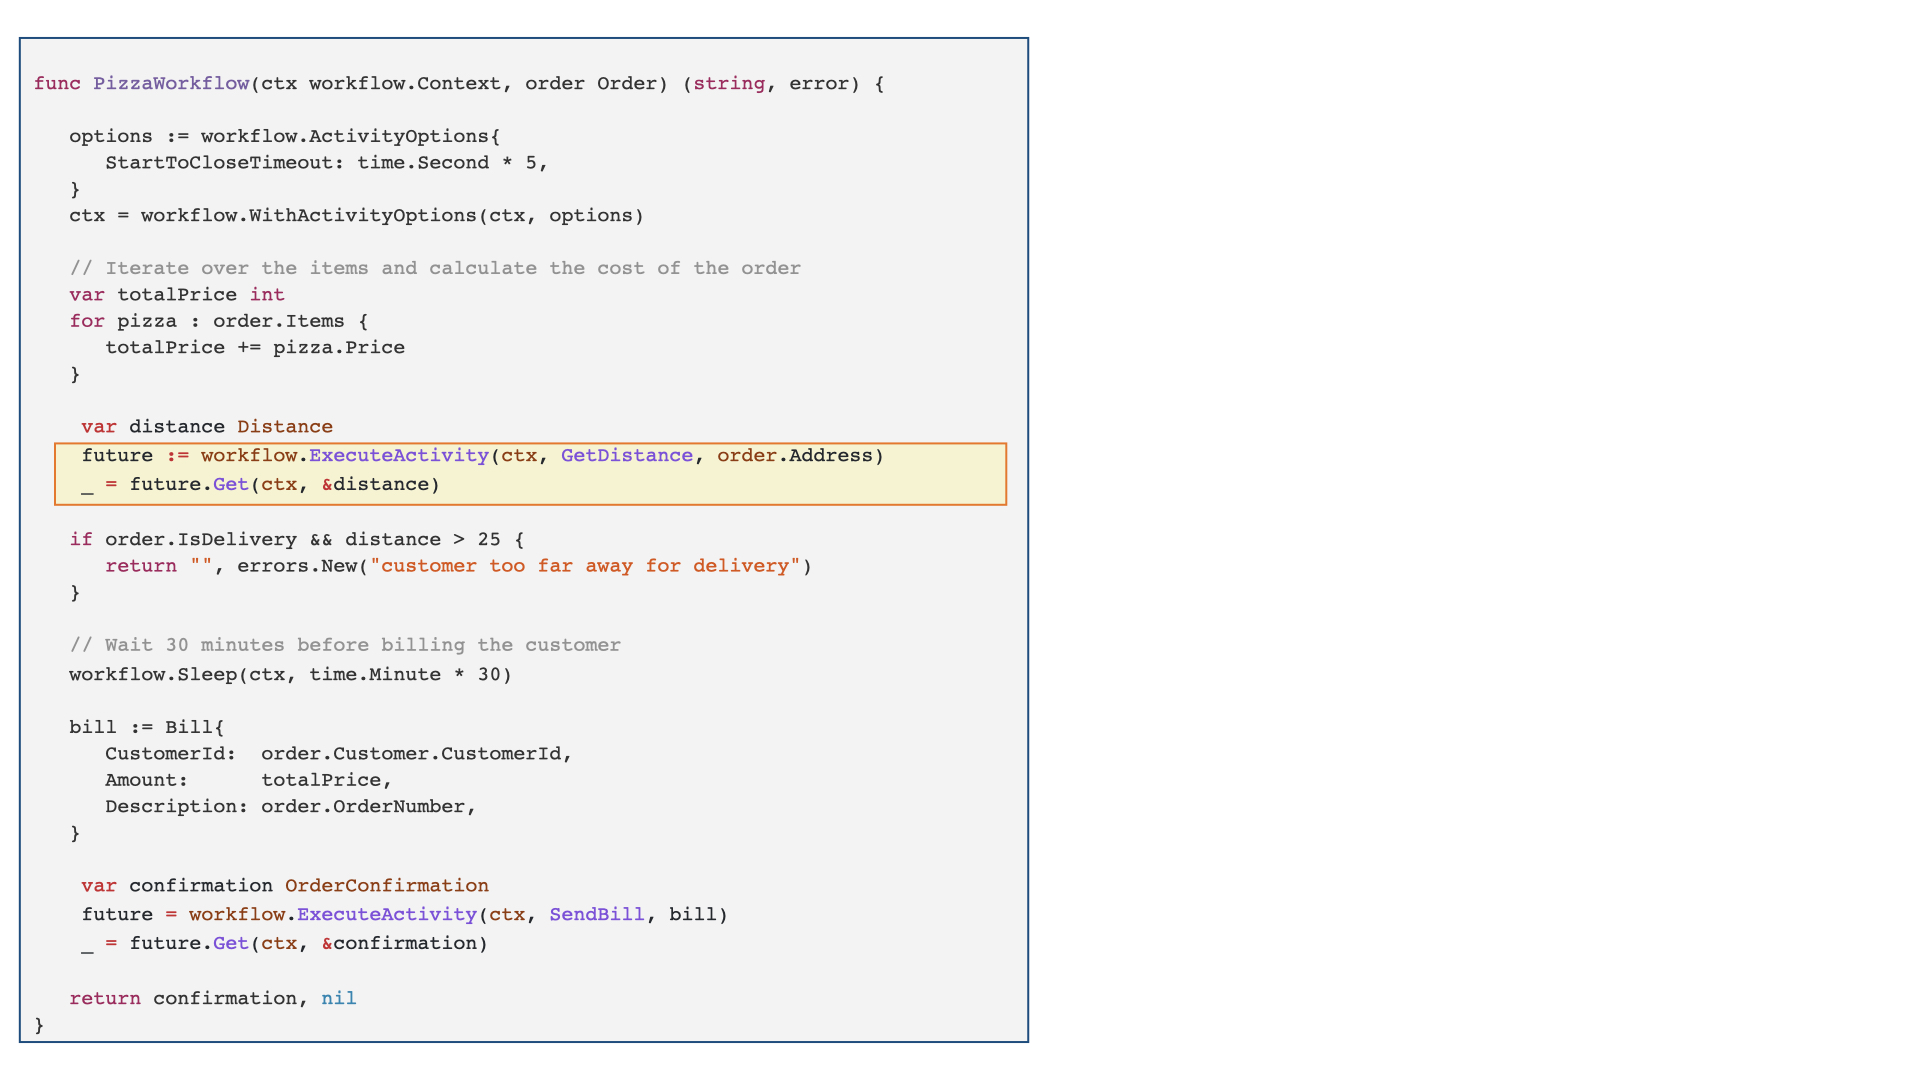 func PizzaWorkflow(ctx workflow.Context, order Order) (string, error) {
options := workflow.ActivityOptions{
StartToCloseTimeout: time.Second * 5,
}
ctx = workflow.WithActivityOptions(ctx, options)
// Iterate over the items and calculate the cost of the order
var totalPrice int
for pizza : order.Items {
totalPrice += pizza.Price
}
var distance Distance
future := workflow.ExecuteActivity(ctx, GetDistance, order.Address)
_ = future.Get(ctx, &distance)
if order.IsDelivery && distance > 25 {
return "", errors.New("customer too far away for delivery")
}
// Wait 30 minutes before billing the customer
workflow.Sleep(ctx, time.Minute * 30)
bill := Bill{
CustomerId: order.Customer.CustomerId,
Amount: totalPrice,
Description: order.OrderNumber,
}
var confirmation OrderConfirmation
future = workflow.ExecuteActivity(ctx, SendBill, bill)
_ = future.Get(ctx, &confirmation)
return confirmation, nil
}